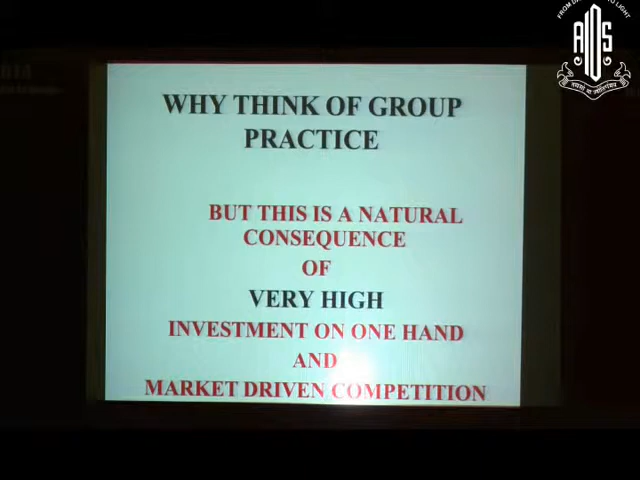 AIOS
WHY THINK OF GROUP
PRACTICE
BUT THIS IS A NATURAL
CONSEQUENCE
OF
VERY HIGH
INVESTMENT ON ONE HAND
AND
MARKET DRIVEN COMPETITION